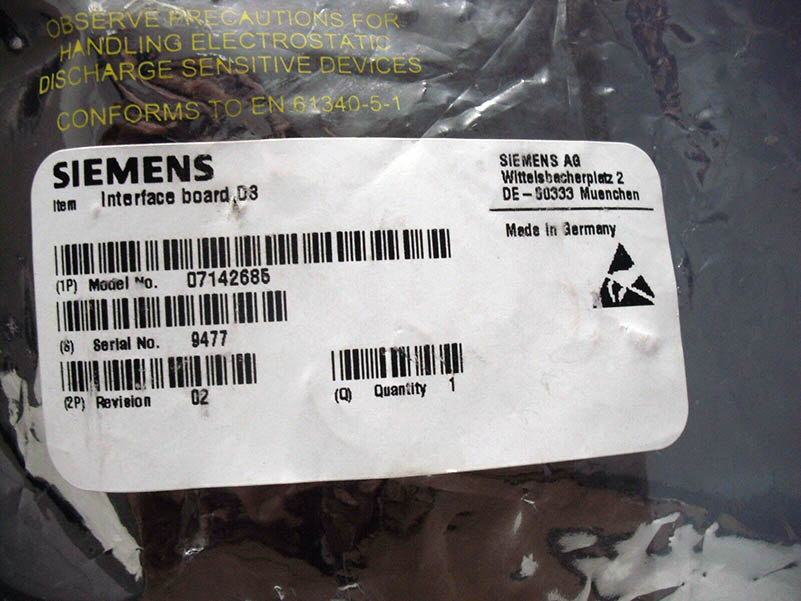 OBSERVE PRECAUTIONS FOR
HANDLING ELECTROSTATIC
DISCHARGE SENSITIVE DEVICES
CONFORMS TO EN 61340-5-1
SIEMENS
Item Interface board D3
SIEMENS AG
Wittelsbacherplatz 2
DE-80333 Muenchen
Made in Germany
(1P) Model No. 07142685
(S) Serial No. 9477
(2P) Revision 02
(Q) Quantity 1